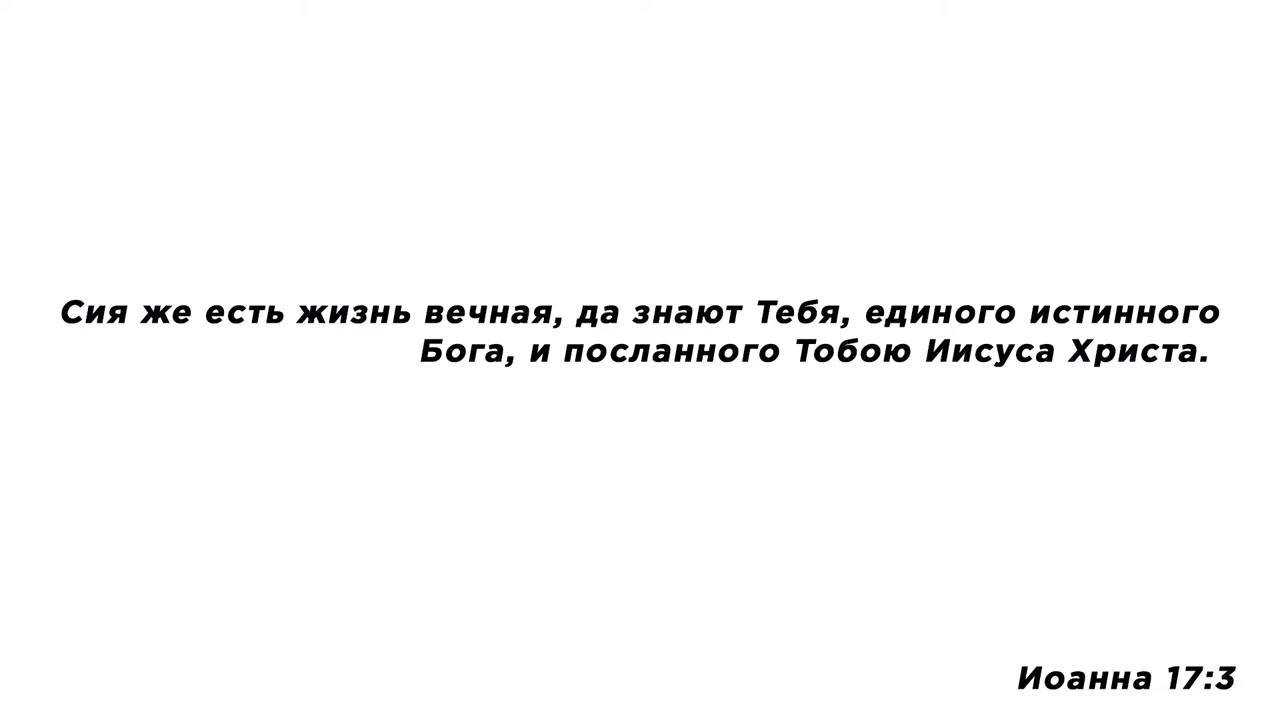 Сия же есть жизнь вечная, да знают Тебя, единого истинного
Бога, и посланного Тобою Иисуса Христа.
Иоанна 17:3